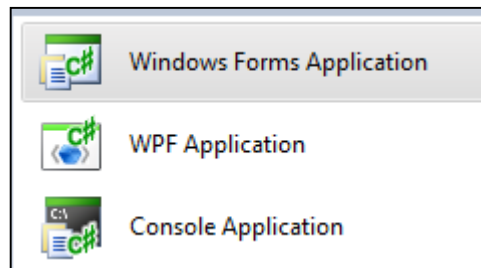 C#
Windows Forms Application
C#
WPF Application
C:\
C#
Console Application